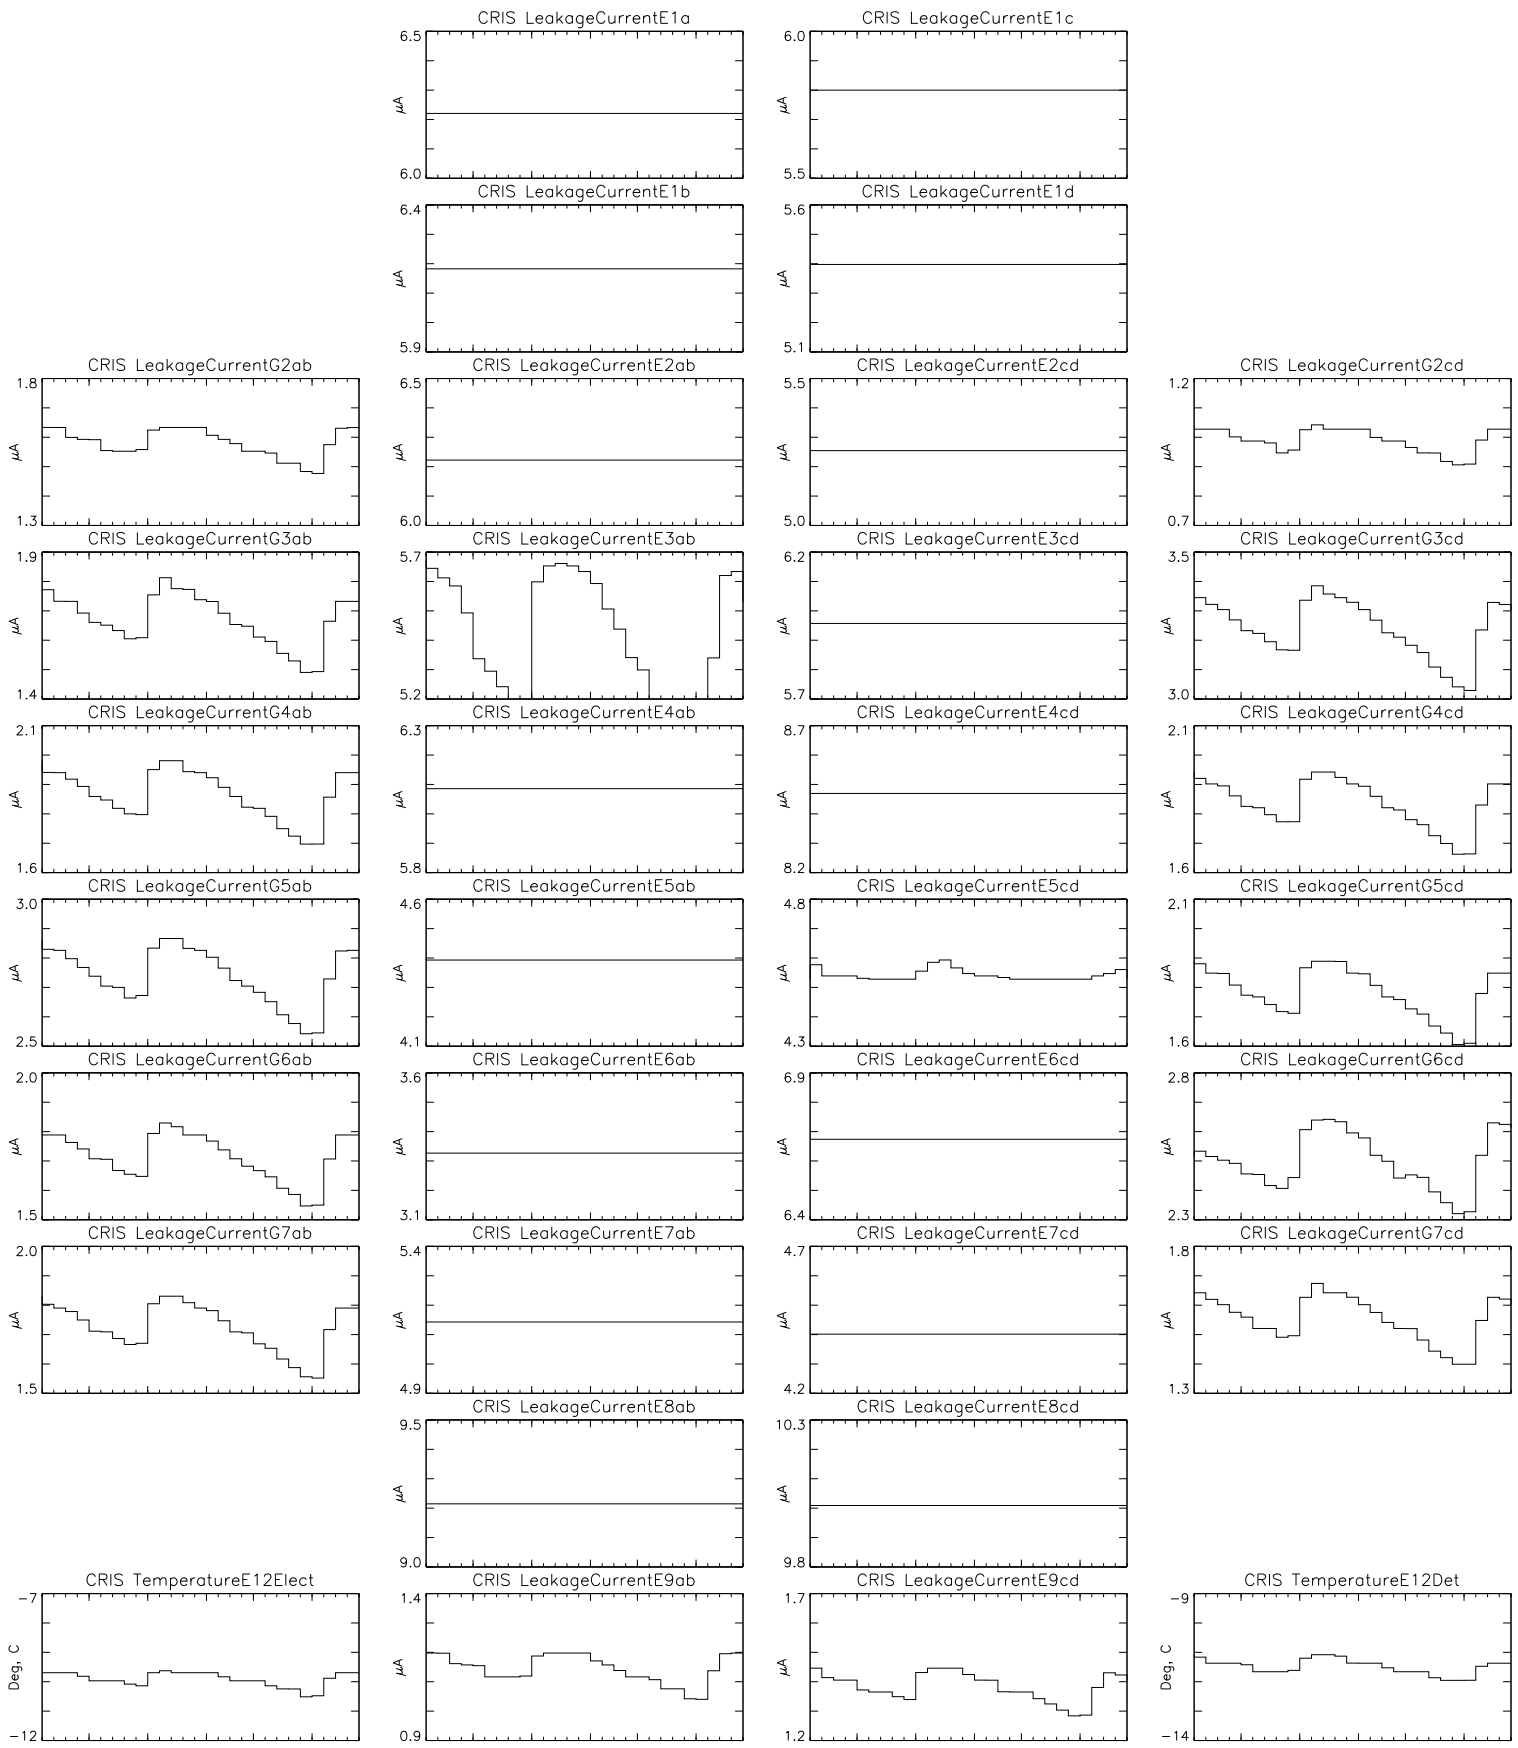 CRIS LeakageCurrentE1a
CRIS LeakageCurrentE1c
6.5
μA
6.0
6.0
μA
5.5
CRIS LeakageCurrentE1b
CRIS LeakageCurrentE1d
6.4
μA
5.9
5.6
μA
5.1
CRIS LeakageCurrentG2ab
CRIS LeakageCurrentE2ab
CRIS LeakageCurrentE2cd
CRIS LeakageCurrentG2cd
1.8
μA
1.3
6.5
μA
6.0
5.5
μA
5.0
1.2
μA
0.7
CRIS LeakageCurrentG3ab
CRIS LeakageCurrentE3ab
CRIS LeakageCurrentE3cd
CRIS LeakageCurrentG3cd
1.9
μA
1.4
5.7
μA
5.2
6.2
μA
5.7
3.5
μA
3.0
CRIS LeakageCurrentG4ab
CRIS LeakageCurrentE4ab
CRIS LeakageCurrentE4cd
CRIS LeakageCurrentG4cd
2.1
μA
1.6
6.3
μA
5.8
8.7
μA
8.2
2.1
μA
1.6
CRIS LeakageCurrentG5ab
CRIS LeakageCurrentE5ab
CRIS LeakageCurrentE5cd
CRIS LeakageCurrentG5cd
3.0
μA
2.5
4.6
μA
4.1
4.8
μA
4.3
2.1
μA
1.6
CRIS LeakageCurrentG6ab
CRIS LeakageCurrentE6ab
CRIS LeakageCurrentE6cd
CRIS LeakageCurrentG6cd
2.0
μA
1.5
3.6
μA
3.1
6.9
μA
6.4
2.8
μA
2.3
CRIS LeakageCurrentG7ab
CRIS LeakageCurrentE7ab
CRIS LeakageCurrentE7cd
CRIS LeakageCurrentG7cd
2.0
μA
1.5
5.4
μA
4.9
4.7
μA
4.2
1.8
μA
1.3
CRIS LeakageCurrentE8ab
CRIS LeakageCurrentE8cd
9.5
μA
9.0
10.3
μA
9.8
CRIS TemperatureE12Elect
CRIS LeakageCurrentE9ab
CRIS LeakageCurrentE9cd
CRIS TemperatureE12Det
-7
Deg, C
-12
1.4
μA
0.9
1.7
μA
1.2
-9
Deg, C
-14